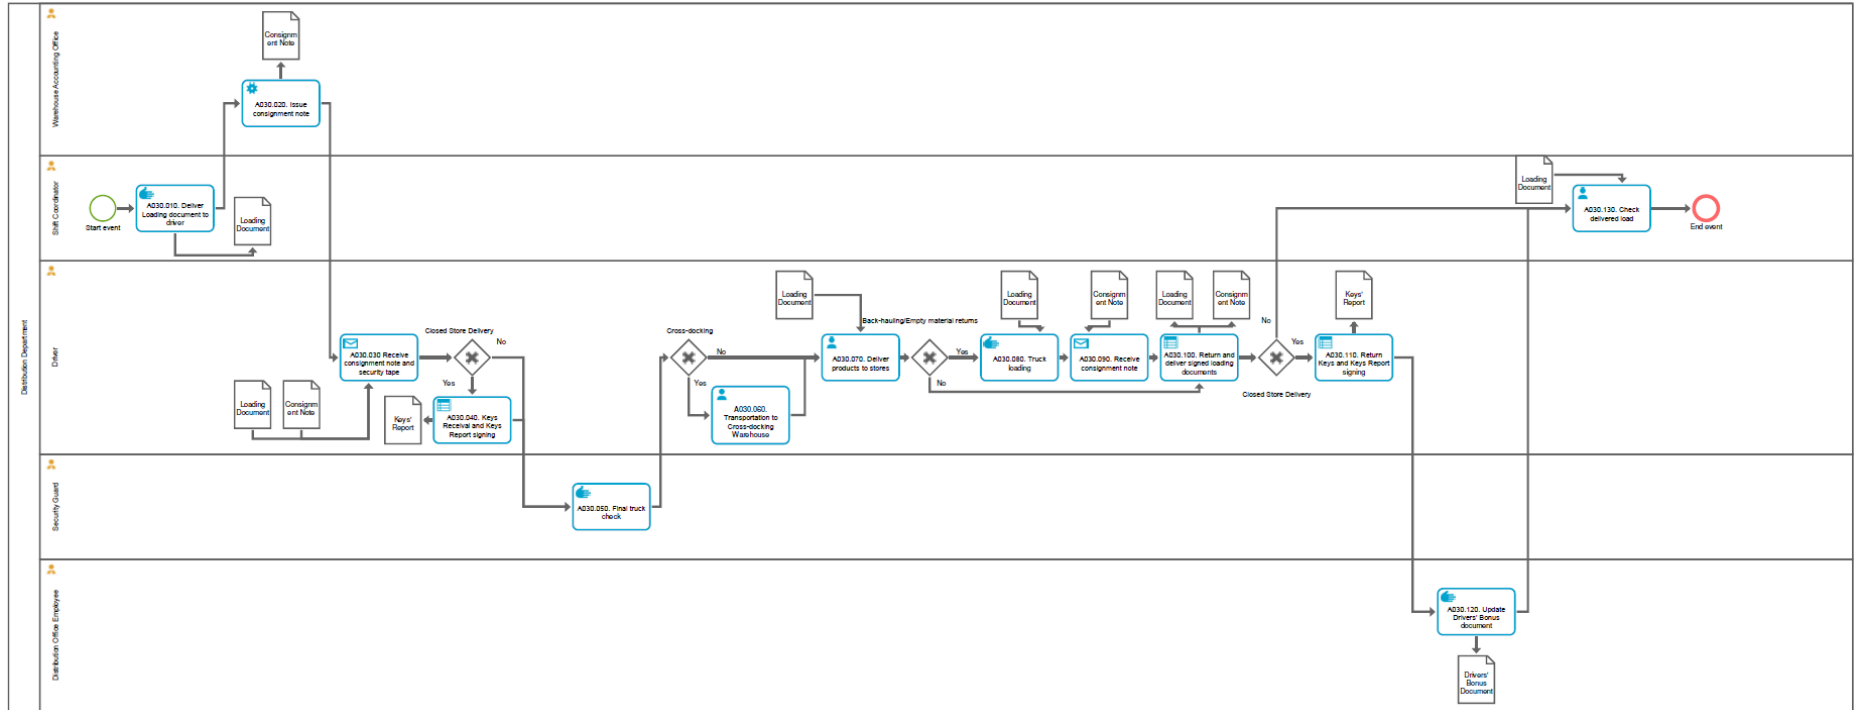 Distribution Department
Warehouse Accounting Office
Consignm
ent Note
A030.020. Issue
consignment note
Shift Coordinator
Start event
A030.010. Deliver
Loading document to
driver
Loading
Document
Loading
Document
A030.130. Check
delivered load
End event
Driver
Loading
Document
Consignm
ent Note
A030.030 Receive
consignment note and
security tape
Closed Store Delivery
No
Yes
Keys'
Report
A030.040. Keys
Receival and Keys
Report signing
Cross-docking
No
Yes
A030.060.
Transportation to
Cross-docking
Warehouse
Loading
Document
A030.070. Deliver
products to stores
Back-hauling/Empty material returns
Yes
No
Loading
Document
A030.080. Truck
loading
Consignm
ent Note
A030.090. Receive
consignment note
Loading
Document
Consignm
ent Note
A030.100. Return and
deliver signed loading
documents
No
Yes
Closed Store Delivery
Keys'
Report
A030.110. Return
Keys and Keys Report
signing
Security Guard
A030.050. Final truck
check
Distribution Office Employee
A030.120. Update
Drivers' Bonus
document
Drivers'
Bonus
Document